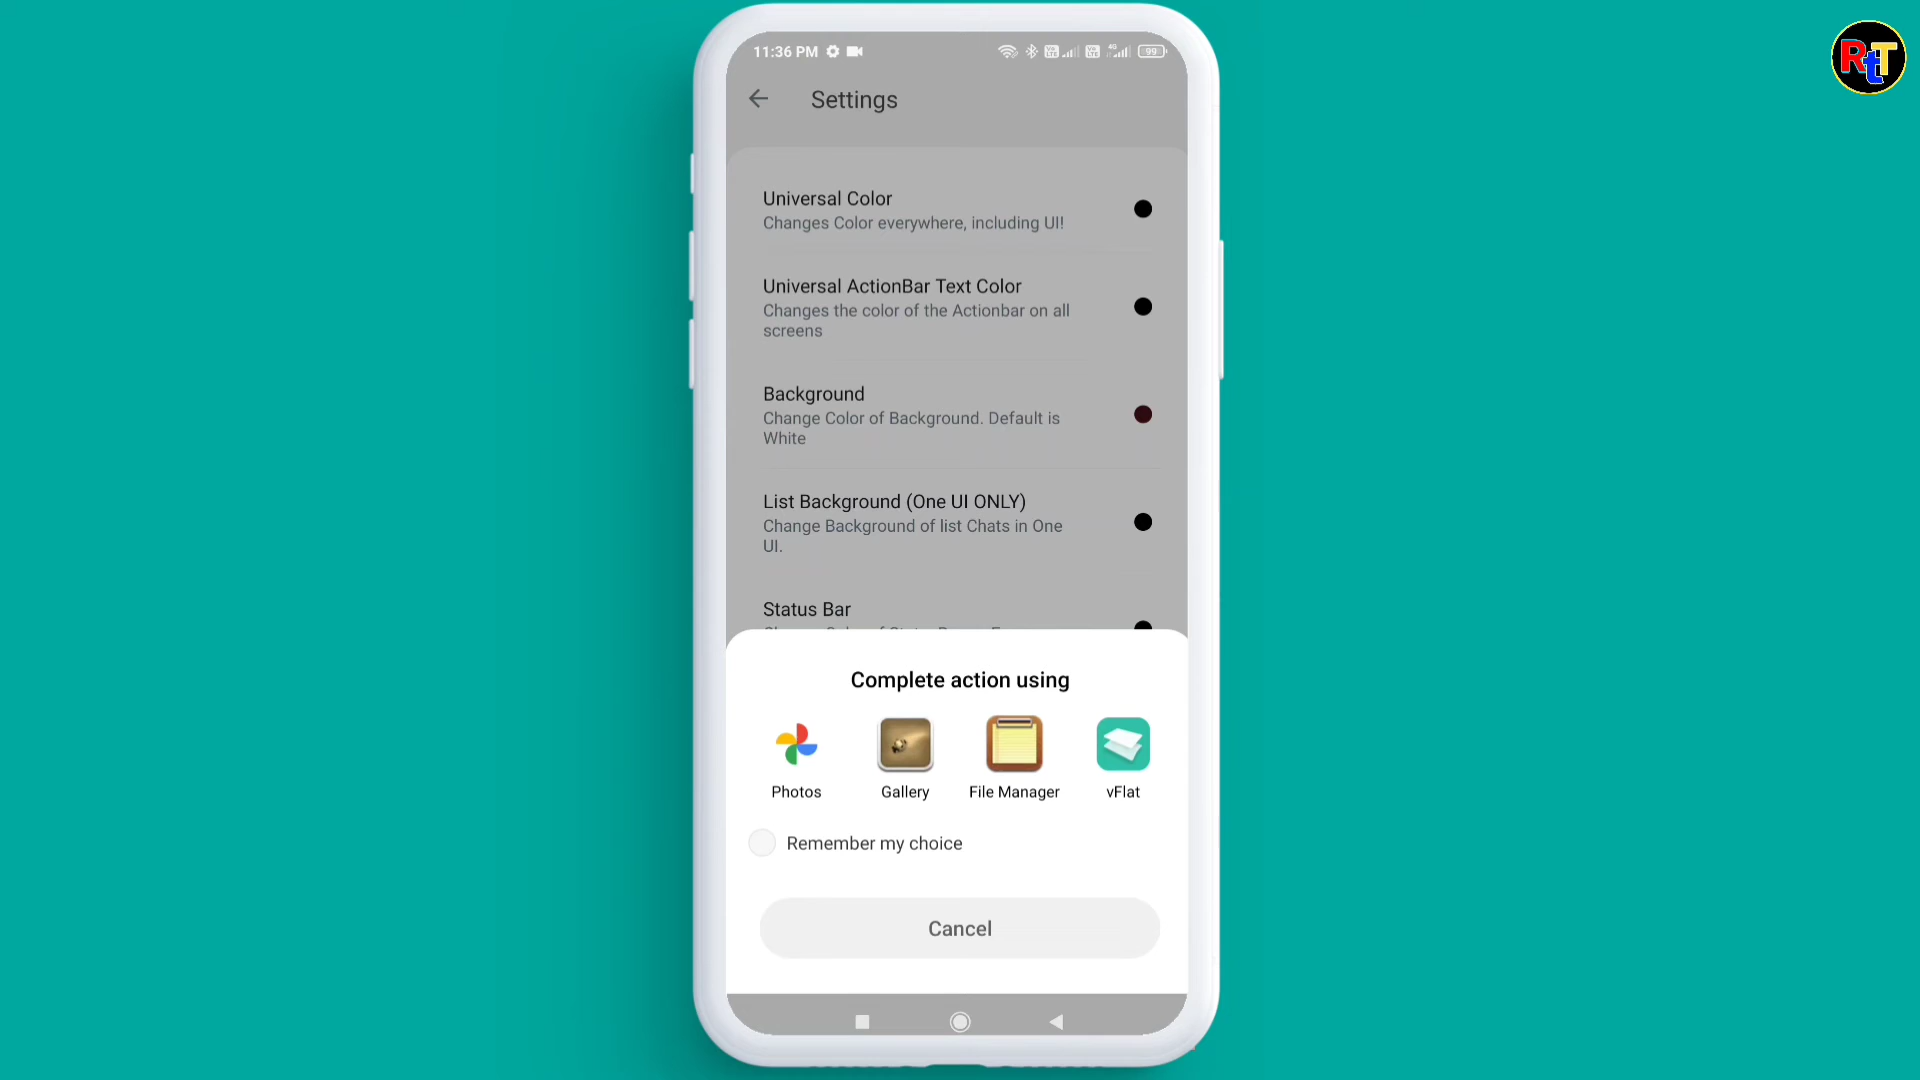 RtT
11:36 PM
4G
99
Settings
Universal Color
Changes Color everywhere, including UI!
Universal ActionBar Text Color
Changes the color of the Actionbar on all
screens
Background
Change Color of Background. Default is
White
List Background (One UI ONLY)
Change Background of list Chats in One
UI.
Status Bar
Complete action using
Photos
Gallery
File Manager
vFlat
Remember my choice
Cancel